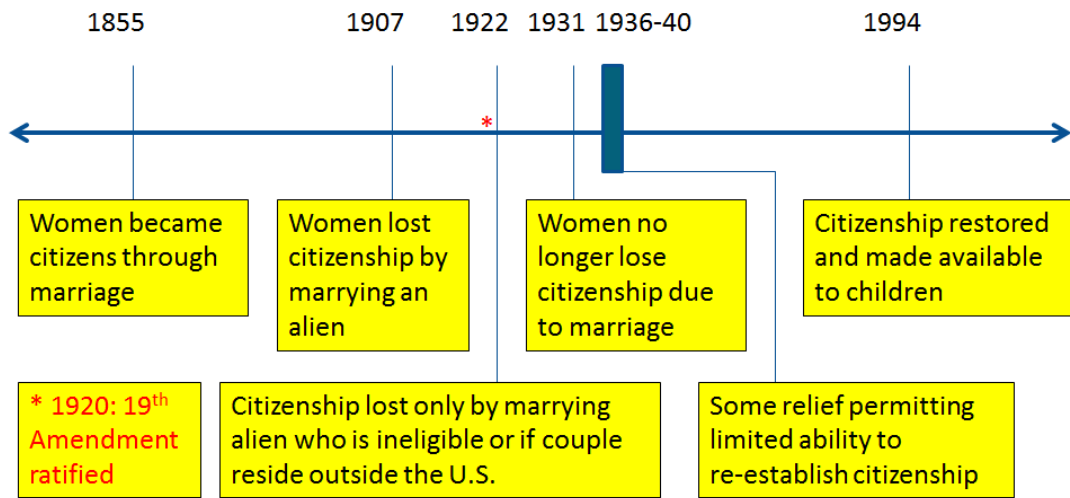 1855 1907 1922 1931 1936-40 1994
*
Women became
citizens through
marriage
Women lost
citizenship by
marrying an
alien
Women no
longer lose
citizenship due
to marriage
Citizenship restored
and made available
to children
* 1920: 19th
Amendment
ratified
Citizenship lost only by marrying
alien who is ineligible or if couple
reside outside the U.S.
Some relief permitting
limited ability to
re-establish citizenship